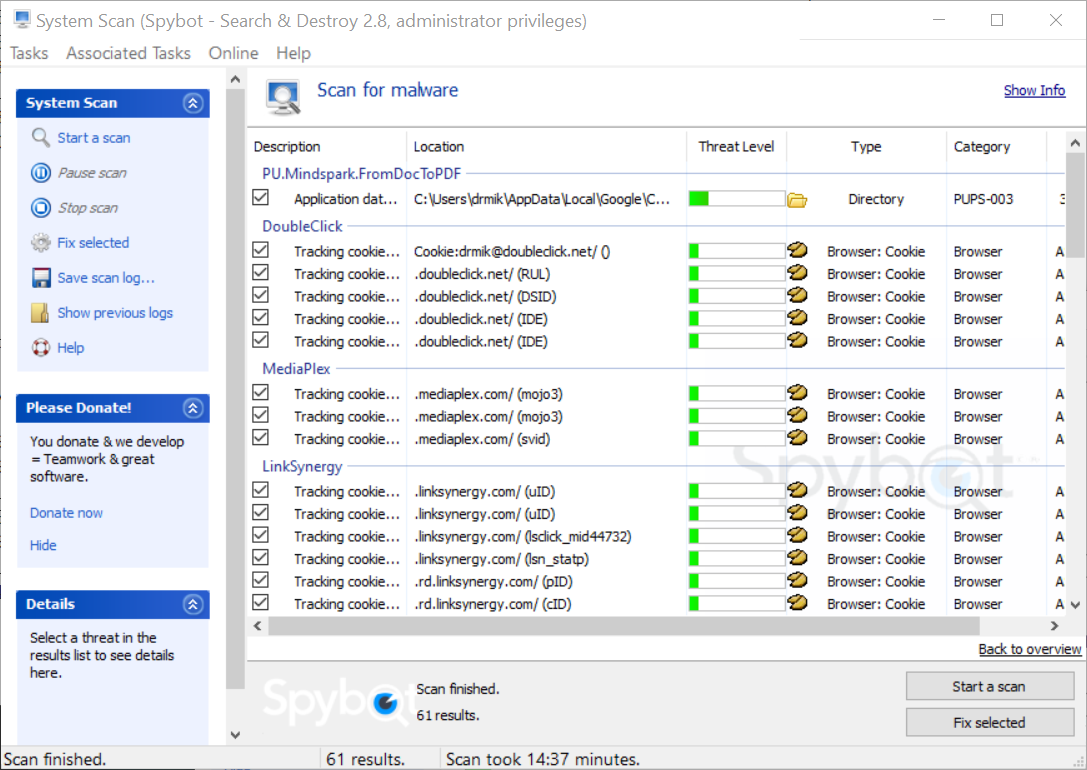 System Scan (Spybot - Search & Destroy 2.8, administrator privileges)
Tasks Associated Tasks Online Help
System Scan
Start a scan
Pause scan
Stop scan
Fix selected
Save scan log...
Show previous logs
Help
Please Donate!
You donate & we develop
= Teamwork & great
software.
Donate now
Hide
Details
Select a threat in the
results list to see details
here.
Scan for malware
Show Info
Description Location Threat Level Type Category
PU.Mindspark.FromDocToPDF
Application dat... C:\Users\drmik\AppData\Local\Google\C... Directory PUPS-003
DoubleClick
Tracking cookie... Cookie:drmik@doubleclick.net/ () Browser: Cookie Browser A
Tracking cookie... .doubleclick.net/ (RUL) Browser: Cookie Browser A
Tracking cookie... .doubleclick.net/ (DSID) Browser: Cookie Browser A
Tracking cookie... .doubleclick.net/ (IDE) Browser: Cookie Browser A
Tracking cookie... .doubleclick.net/ (IDE) Browser: Cookie Browser A
MediaPlex
Tracking cookie... .mediaplex.com/ (mojo3) Browser: Cookie Browser A
Tracking cookie... .mediaplex.com/ (mojo3) Browser: Cookie Browser A
Tracking cookie... .mediaplex.com/ (svid) Browser: Cookie Browser A
LinkSynergy
Tracking cookie... .linksynergy.com/ (uID) Browser: Cookie Browser A
Tracking cookie... .linksynergy.com/ (uID) Browser: Cookie Browser A
Tracking cookie... .linksynergy.com/ (lsclick_mid44732) Browser: Cookie Browser A
Tracking cookie... .linksynergy.com/ (lsn_statp) Browser: Cookie Browser A
Tracking cookie... .rd.linksynergy.com/ (pID) Browser: Cookie Browser A
Tracking cookie... .rd.linksynergy.com/ (cID) Browser: Cookie Browser A
Spybot
Back to overview
Spybot
Scan finished.
61 results.
Start a scan
Fix selected
Scan finished. 61 results. Scan took 14:37 minutes.